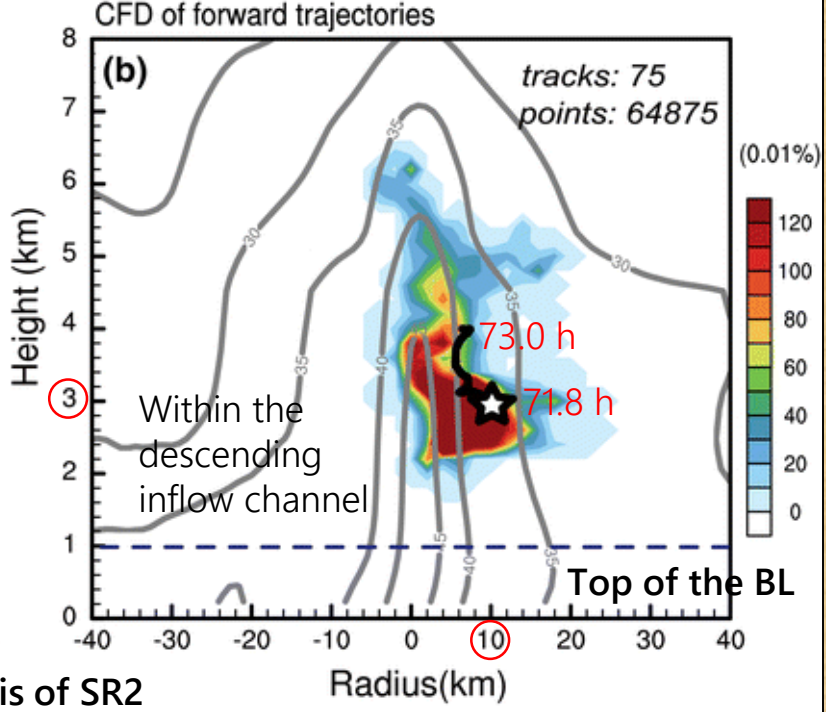 CFD of forward trajectories
(b)
tracks: 75
points: 64875
(0.01%)
8
7
6
5
4
3
2
1
0
Height (km)
35
30
30
35
35
40
45
40
35
73.0 h
71.8 h
Within the
descending
inflow channel
Top of the BL
120
100
80
60
40
20
0
-40 -30 -20 -10 0 10 20 30 40
Radius(km)
is of SR2